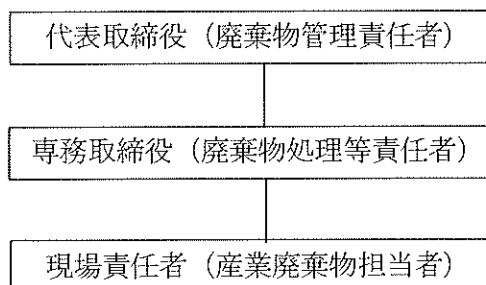 代表取締役（廃棄物管理責任者）
専務取締役（廃棄物処理等責任者）
現場責任者（産業廃棄物担当者）